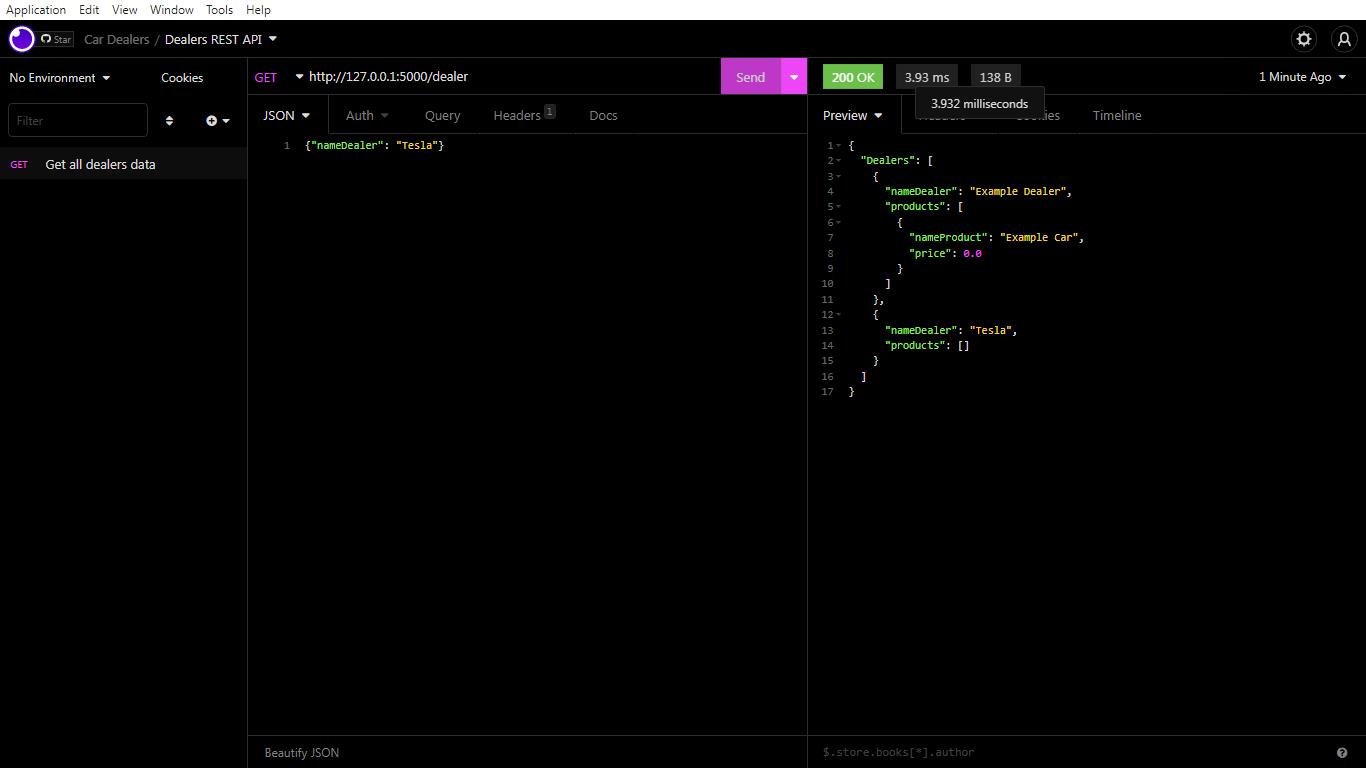 Application Edit View Window Tools Help
Star Car Dealers / Dealers REST API
No Environment Cookies
Filter
GET Get all dealers data
GET http://127.0.0.1:5000/dealer Send
JSON Auth Query Headers 1 Docs
1 {"nameDealer": "Tesla"}
Beautify JSON
200 OK 3.93 ms 138 B 1 Minute Ago
3.932 milliseconds
Preview Headers Cookies Timeline
1 {
2 "Dealers": [
3 {
4 "nameDealer": "Example Dealer",
5 "products": [
6 {
7 "nameProduct": "Example Car",
8 "price": 0.0
9 }
10 ]
11 },
12 {
13 "nameDealer": "Tesla",
14 "products": []
15 }
16 ]
17 }
$.store.books[*].author